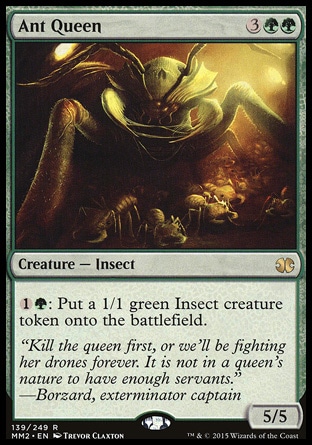 Ant Queen 3
Creature — Insect
1 : Put a 1/1 green Insect creature
token onto the battlefield.
“Kill the queen first, or we’ll be fighting
her drones forever. It is not in a queen’s
nature to have enough servants.”
—Borzard, exterminator captain
5/5
139/249 R
MM2 • EN Trevor Claxton ™ & © 2015 Wizards of the Coast